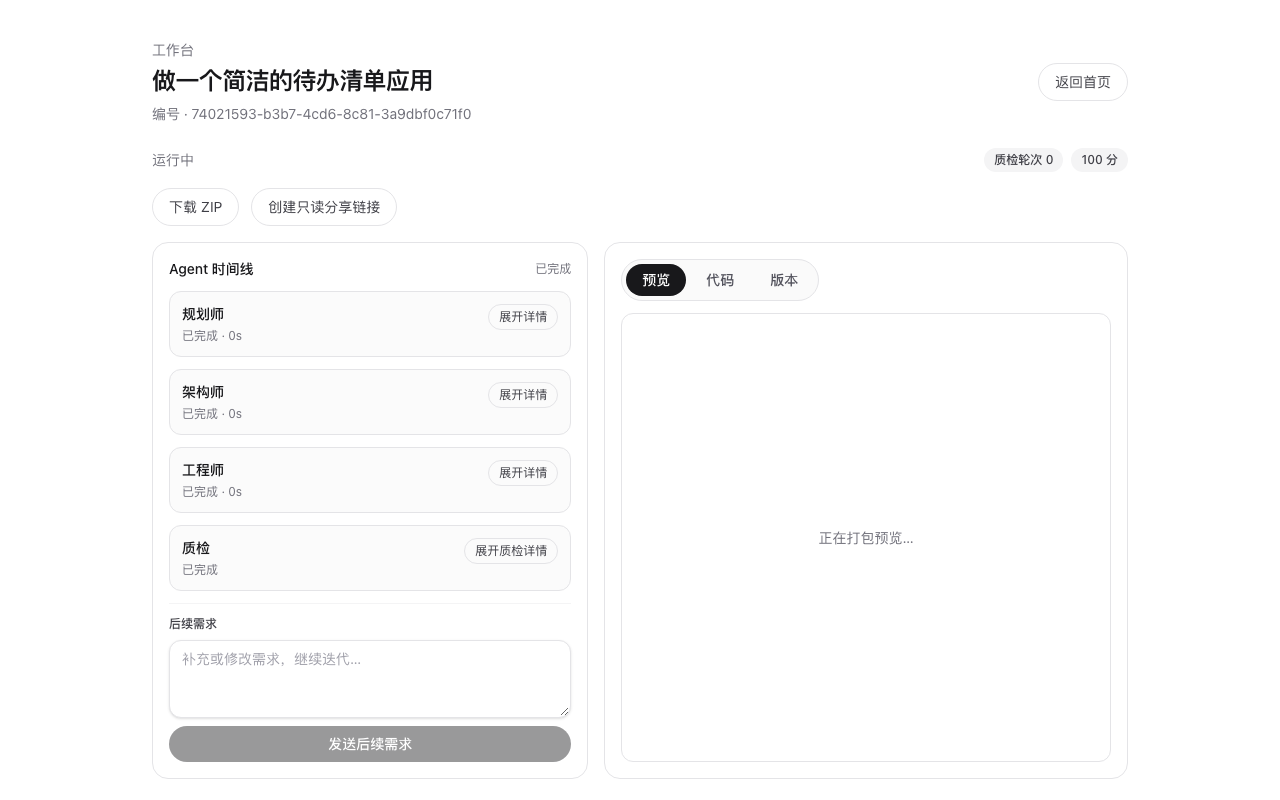 工作台
做一个简洁的待办清单应用
返回首页
编号 · 74021593-b3b7-4cd6-8c81-3a9dbf0c71f0
运行中
质检轮次 0
100 分
下载 ZIP
创建只读分享链接
Agent 时间线
已完成
规划师
展开详情
已完成 · 0s
架构师
展开详情
已完成 · 0s
工程师
展开详情
已完成 · 0s
质检
展开质检详情
已完成
后续需求
补充或修改需求，继续迭代...
发送后续需求
预览
代码
版本
正在打包预览...